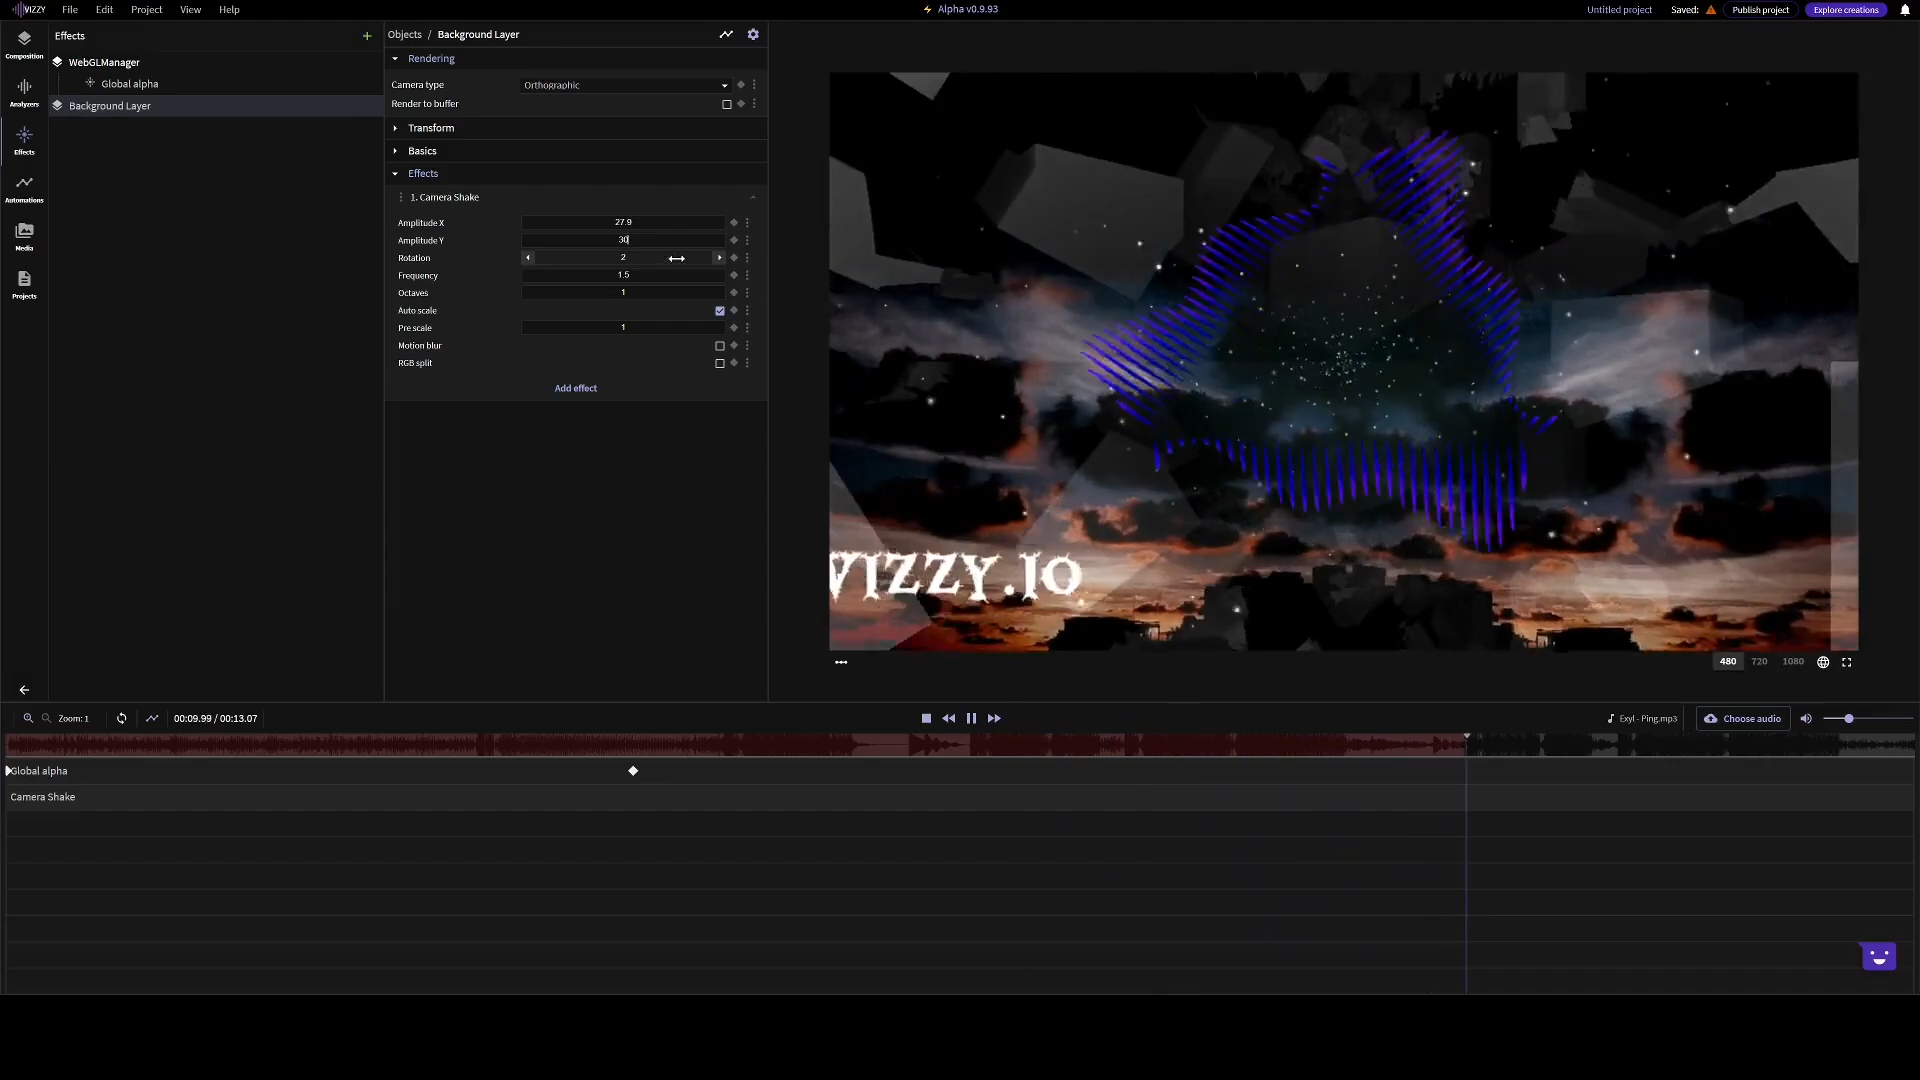 VIZZY File Edit Project View Help
Alpha v0.9.93
Untitled project Saved: Publish project Explore creations
Composition
Analyzers
Effects
Automations
Media
Projects
Effects
WebGLManager
Global alpha
Background Layer
Objects / Background Layer
Rendering
Camera type Orthographic
Render to buffer
Transform
Basics
Effects
1. Camera Shake
Amplitude X 27.9
Amplitude Y 30
Rotation 2
Frequency 1.5
Octaves 1
Auto scale
Pre scale 1
Motion blur
RGB split
Add effect
VIZZY.IO
480 720 1080
Zoom: 1 00:09.99 / 00:13.07
Exyl - Ping.mp3 Choose audio
Global alpha
Camera Shake